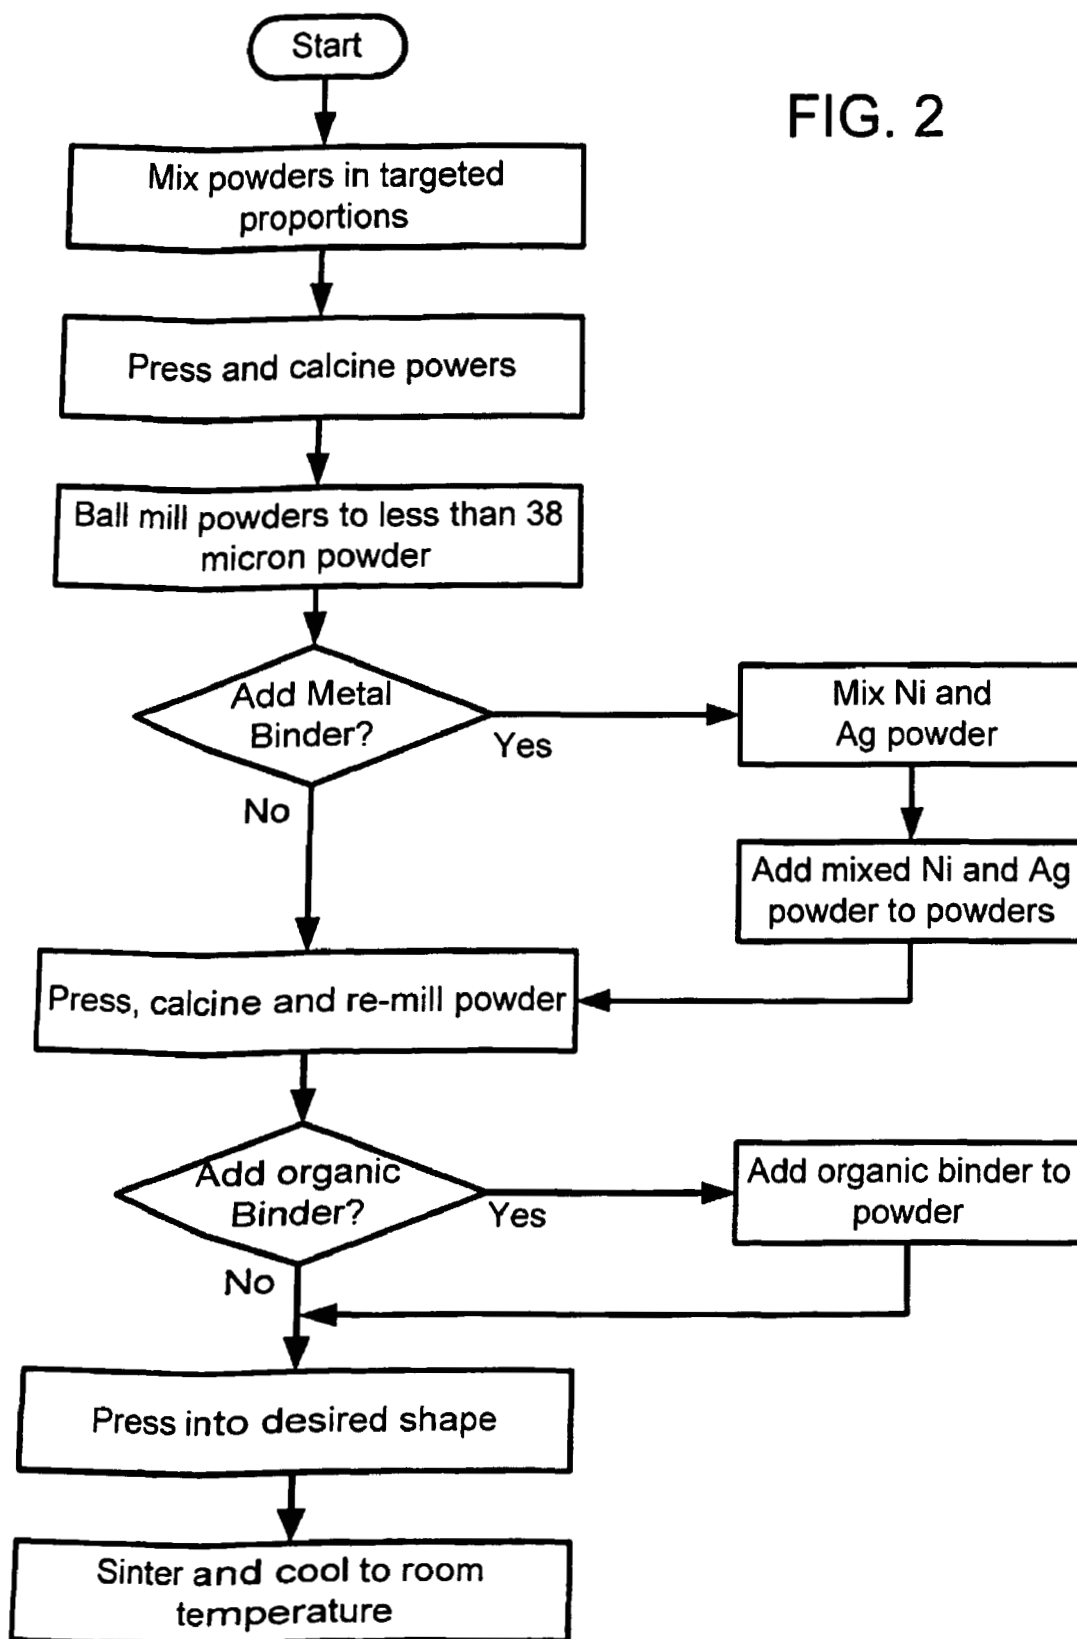 Start
FIG. 2
Mix powders in targeted
proportions
Press and calcine powers
Ball mill powders to less than 38
micron powder
Add Metal
Binder?
Yes
No
Mix Ni and
Ag powder
Add mixed Ni and Ag
powder to powders
Press, calcine and re-mill powder
Add organic
Binder?
Yes
No
Add organic binder to
powder
Press into desired shape
Sinter and cool to room
temperature